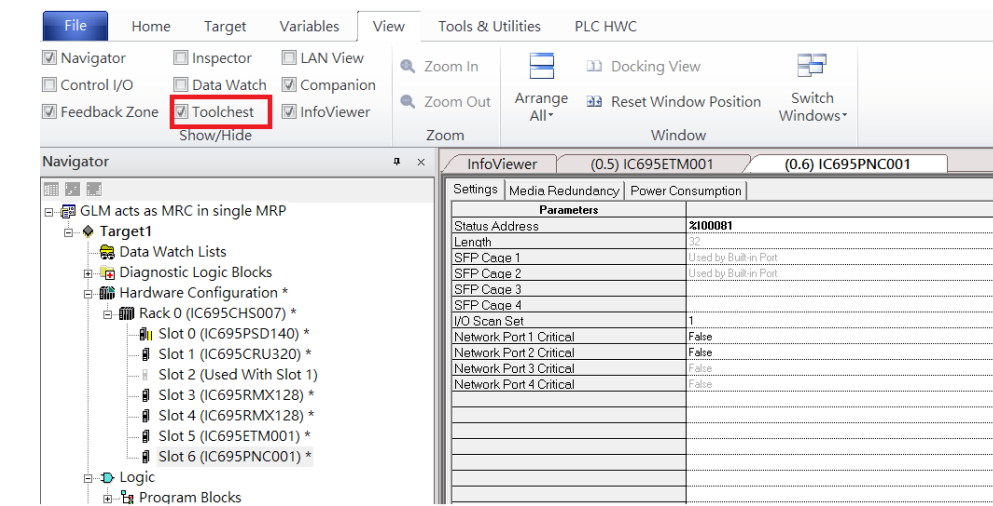 File Home Target Variables View Tools & Utilities PLC HWC
Navigator Inspector LAN View
Control I/O Data Watch Companion
Feedback Zone Toolchest InfoViewer
Show/Hide
Zoom In
Zoom Out
Zoom
Arrange
All
Docking View
Reset Window Position
Switch
Windows
Window
Navigator
GLM acts as MRC in single MRP
Target1
Data Watch Lists
Diagnostic Logic Blocks
Hardware Configuration *
Rack 0 (IC695CHS007) *
Slot 0 (IC695PSD140) *
Slot 1 (IC695CRU320) *
Slot 2 (Used With Slot 1)
Slot 3 (IC695RMX128) *
Slot 4 (IC695RMX128) *
Slot 5 (IC695ETM001) *
Slot 6 (IC695PNC001) *
Logic
Program Blocks
InfoViewer (0.5) IC695ETM001 (0.6) IC695PNC001
Settings Media Redundancy Power Consumption
Parameters
Status Address %I00081
Length 32
SFP Cage 1 Used by Built-in Port
SFP Cage 2 Used by Built-in Port
SFP Cage 3
SFP Cage 4
I/O Scan Set 1
Network Port 1 Critical False
Network Port 2 Critical False
Network Port 3 Critical False
Network Port 4 Critical False